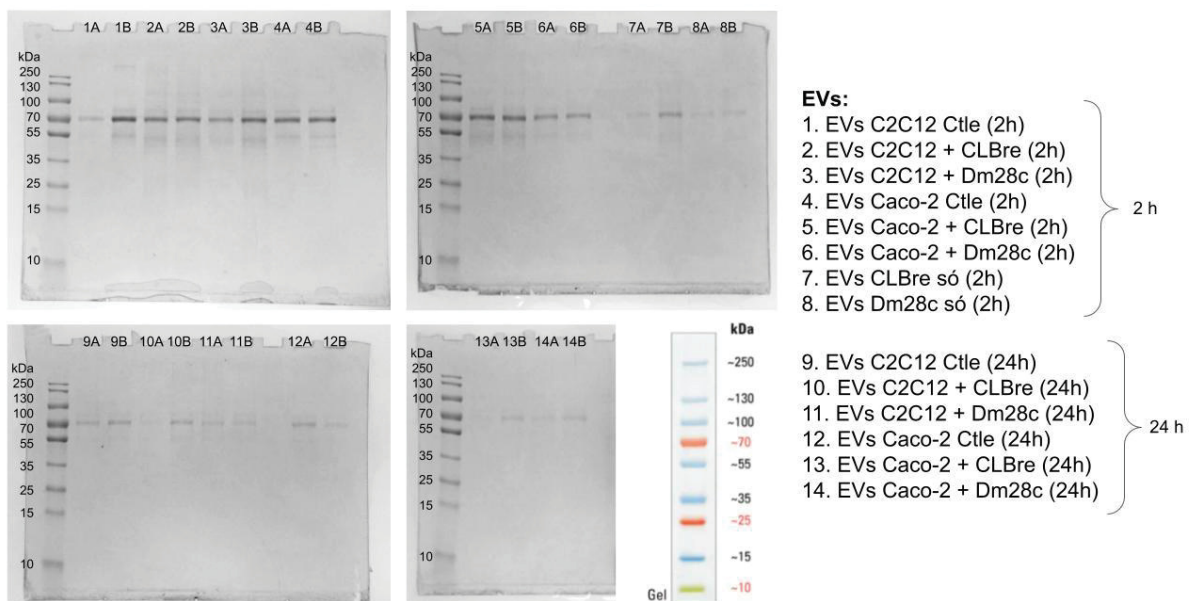 1A 1B 2A 2B 3A 3B 4A 4B
kDa
250
130
100
70
55
35
25
15
10
5A 5B 6A 6B 7A 7B 8A 8B
kDa
250
130
100
70
55
35
25
15
10
9A 9B 10A 10B 11A 11B 12A 12B
kDa
250
130
100
70
55
35
25
15
10
13A 13B 14A 14B
kDa
250
130
100
70
55
35
25
15
10
kDa
~250
~130
~100
~70
~55
~35
~25
~15
~10
Gel
EVs:
1. EVs C2C12 Ctle (2h)
2. EVs C2C12 + CLBre (2h)
3. EVs C2C12 + Dm28c (2h)
4. EVs Caco-2 Ctle (2h)
5. EVs Caco-2 + CLBre (2h)
6. EVs Caco-2 + Dm28c (2h)
7. EVs CLBre só (2h)
8. EVs Dm28c só (2h)
2 h
9. EVs C2C12 Ctle (24h)
10. EVs C2C12 + CLBre (24h)
11. EVs C2C12 + Dm28c (24h)
12. EVs Caco-2 Ctle (24h)
13. EVs Caco-2 + CLBre (24h)
14. EVs Caco-2 + Dm28c (24h)
24 h